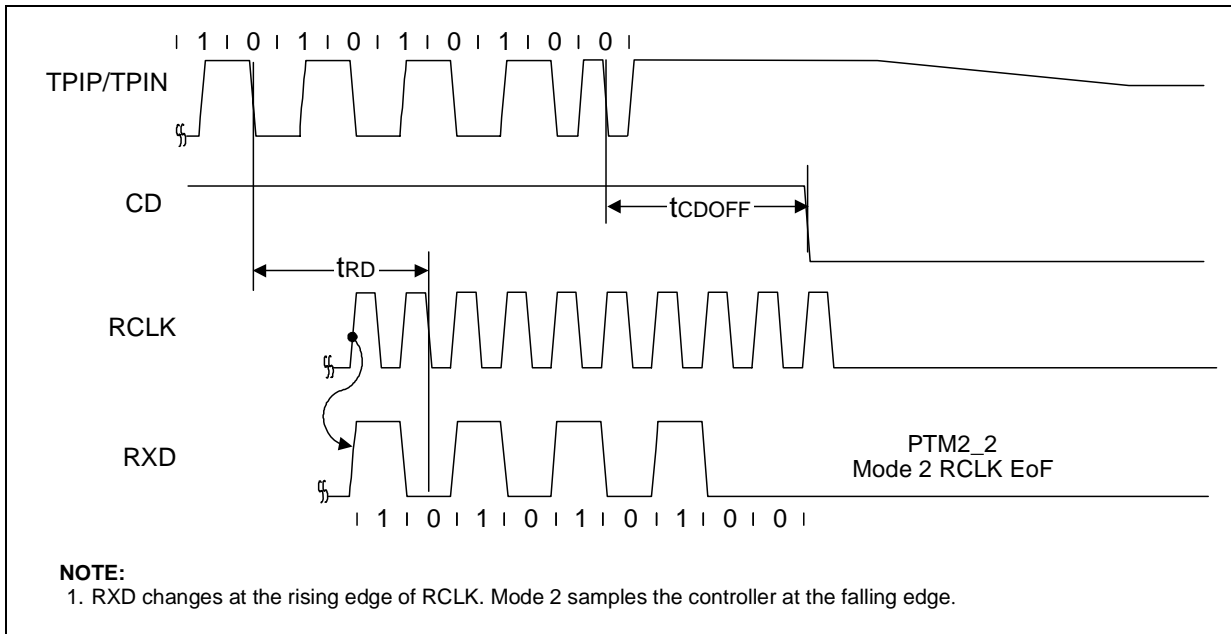 1 0 1 0 1 0 1 0 0
TPIP/TPIN
CD
tCDOFF
tRD
RCLK
RXD
PTM2_2
Mode 2 RCLK EoF
1 0 1 0 1 0 1 0 0
NOTE:
1. RXD changes at the rising edge of RCLK. Mode 2 samples the controller at the falling edge.